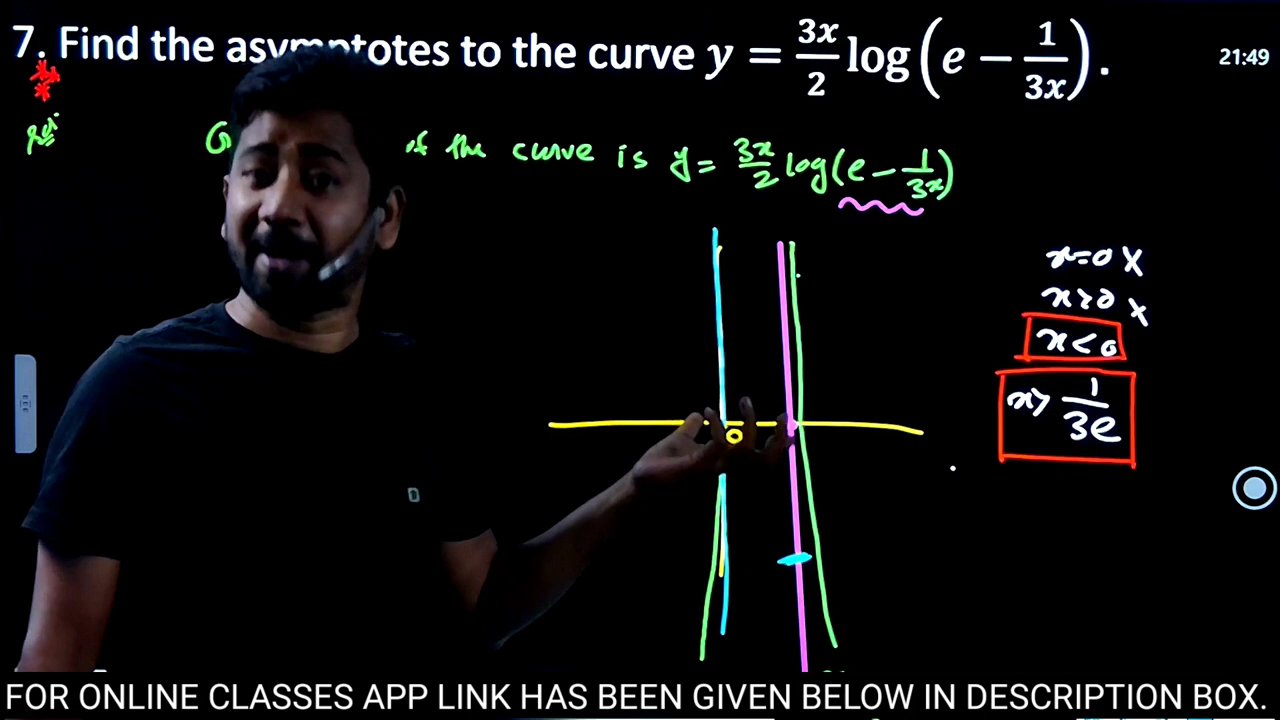 7. Find the asymptotes to the curve y = 3x/2 log(e − 1/3x).
21:49
of the curve is y = 3x/2 log(e − 1/3x)
x=0 X
x>0 X
x<0
x> 1/3e
O
FOR ONLINE CLASSES APP LINK HAS BEEN GIVEN BELOW IN DESCRIPTION BOX.